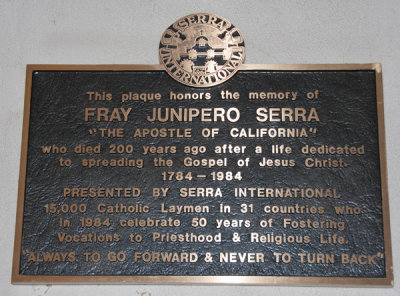 SERRA
INTERNATIONAL
This plaque honors the memory of
FRAY JUNIPERO SERRA
"THE APOSTLE OF CALIFORNIA"
who died 200 years ago after a life dedicated
to spreading the Gospel of Jesus Christ.
1784-1984
PRESENTED BY SERRA INTERNATIONAL
15,000 Catholic Laymen in 31 countries who
in 1984 celebrate 50 years of Fostering
Vocations to Priesthood & Religious Life.
"ALWAYS TO GO FORWARD & NEVER TO TURN BACK"